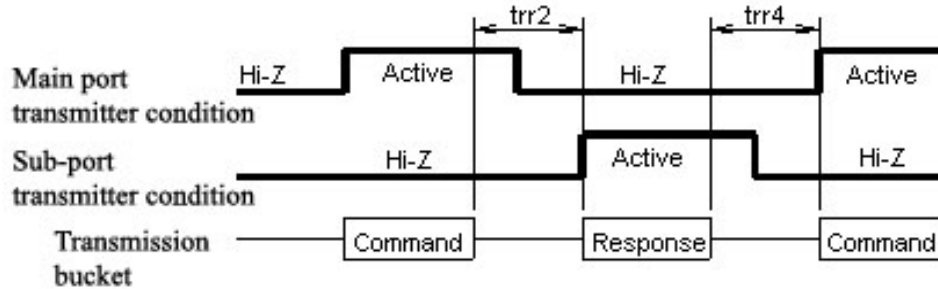 trr2 trr4
Main port Hi-Z Active Hi-Z Active
transmitter condition
Sub-port Hi-Z Active Hi-Z
transmitter condition
Transmission Command Response Command
bucket